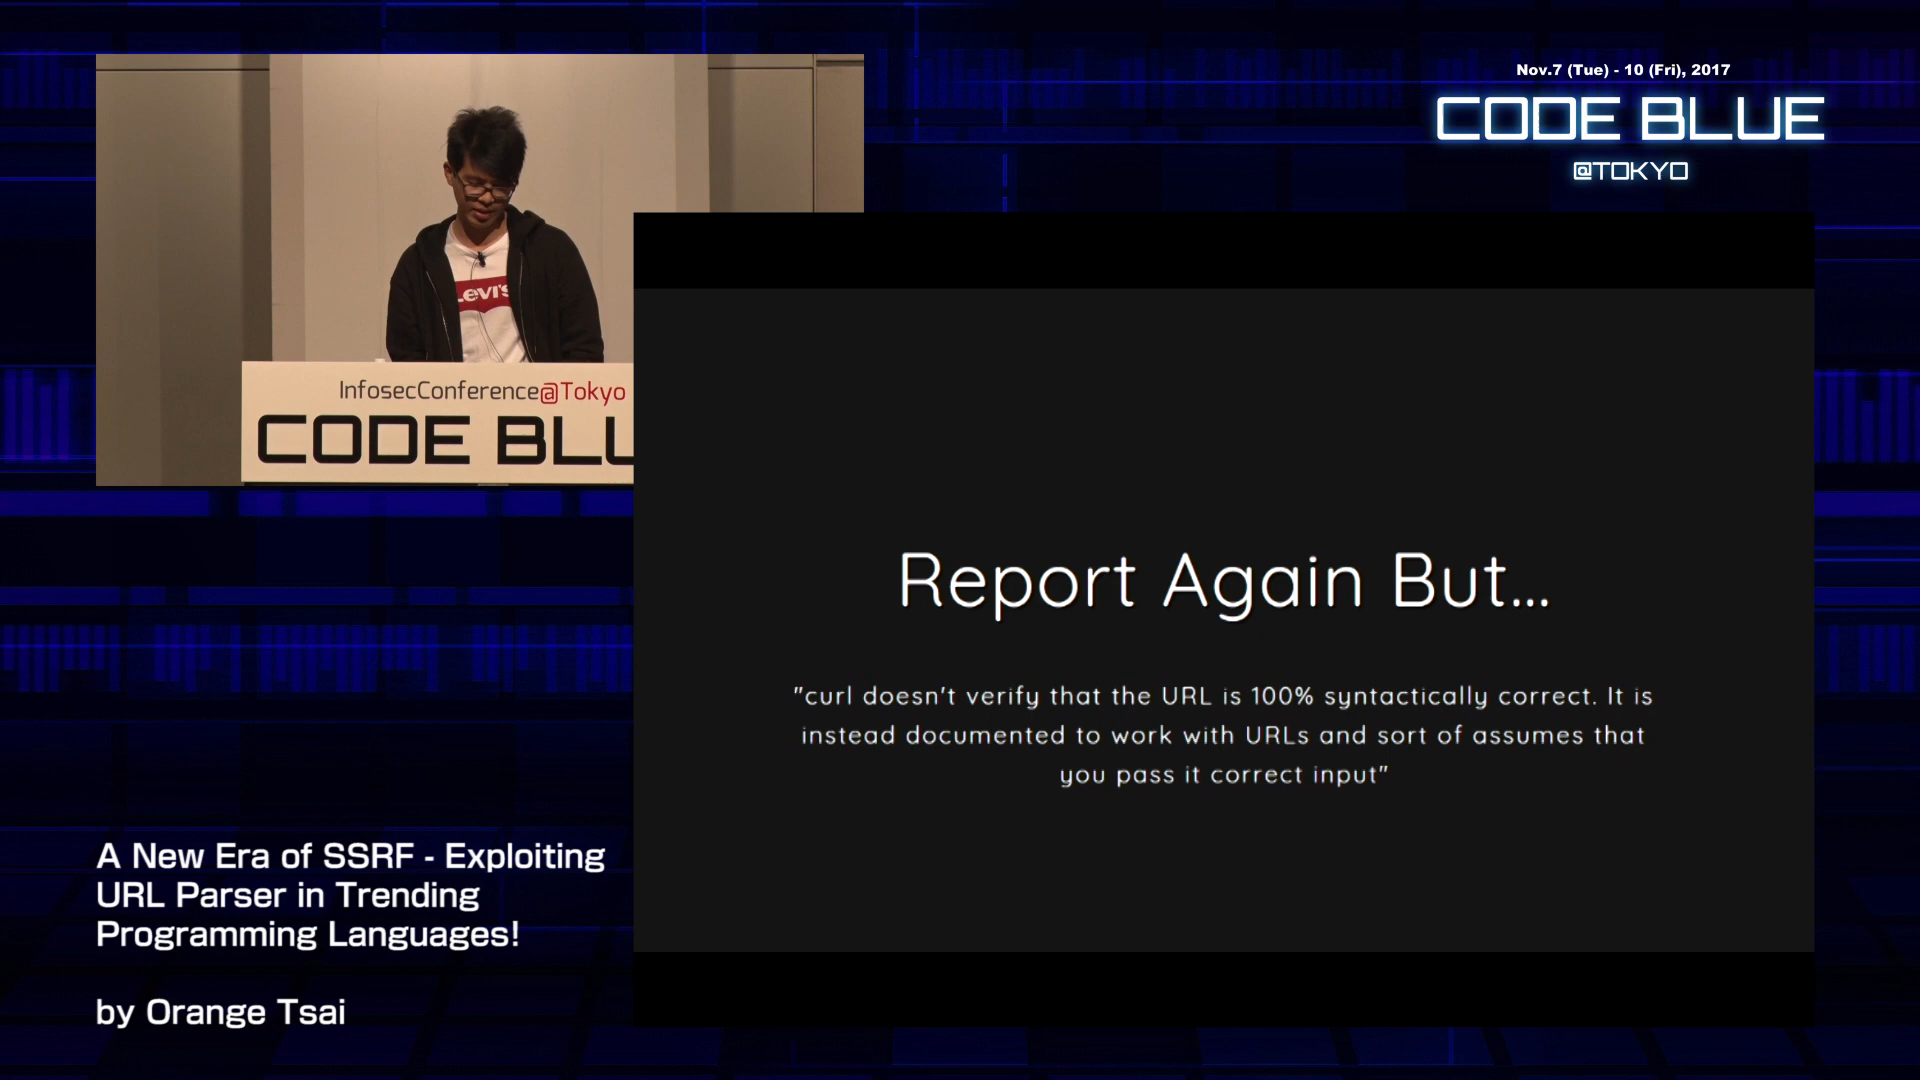 Nov.7 (Tue) - 10 (Fri), 2017
CODE BLUE
@TOKYO
Levi's
InfosecConference@Tokyo
CODE BLU
Report Again But...
"curl doesn't verify that the URL is 100% syntactically correct. It is
instead documented to work with URLs and sort of assumes that
you pass it correct input"
A New Era of SSRF - Exploiting
URL Parser in Trending
Programming Languages!
by Orange Tsai